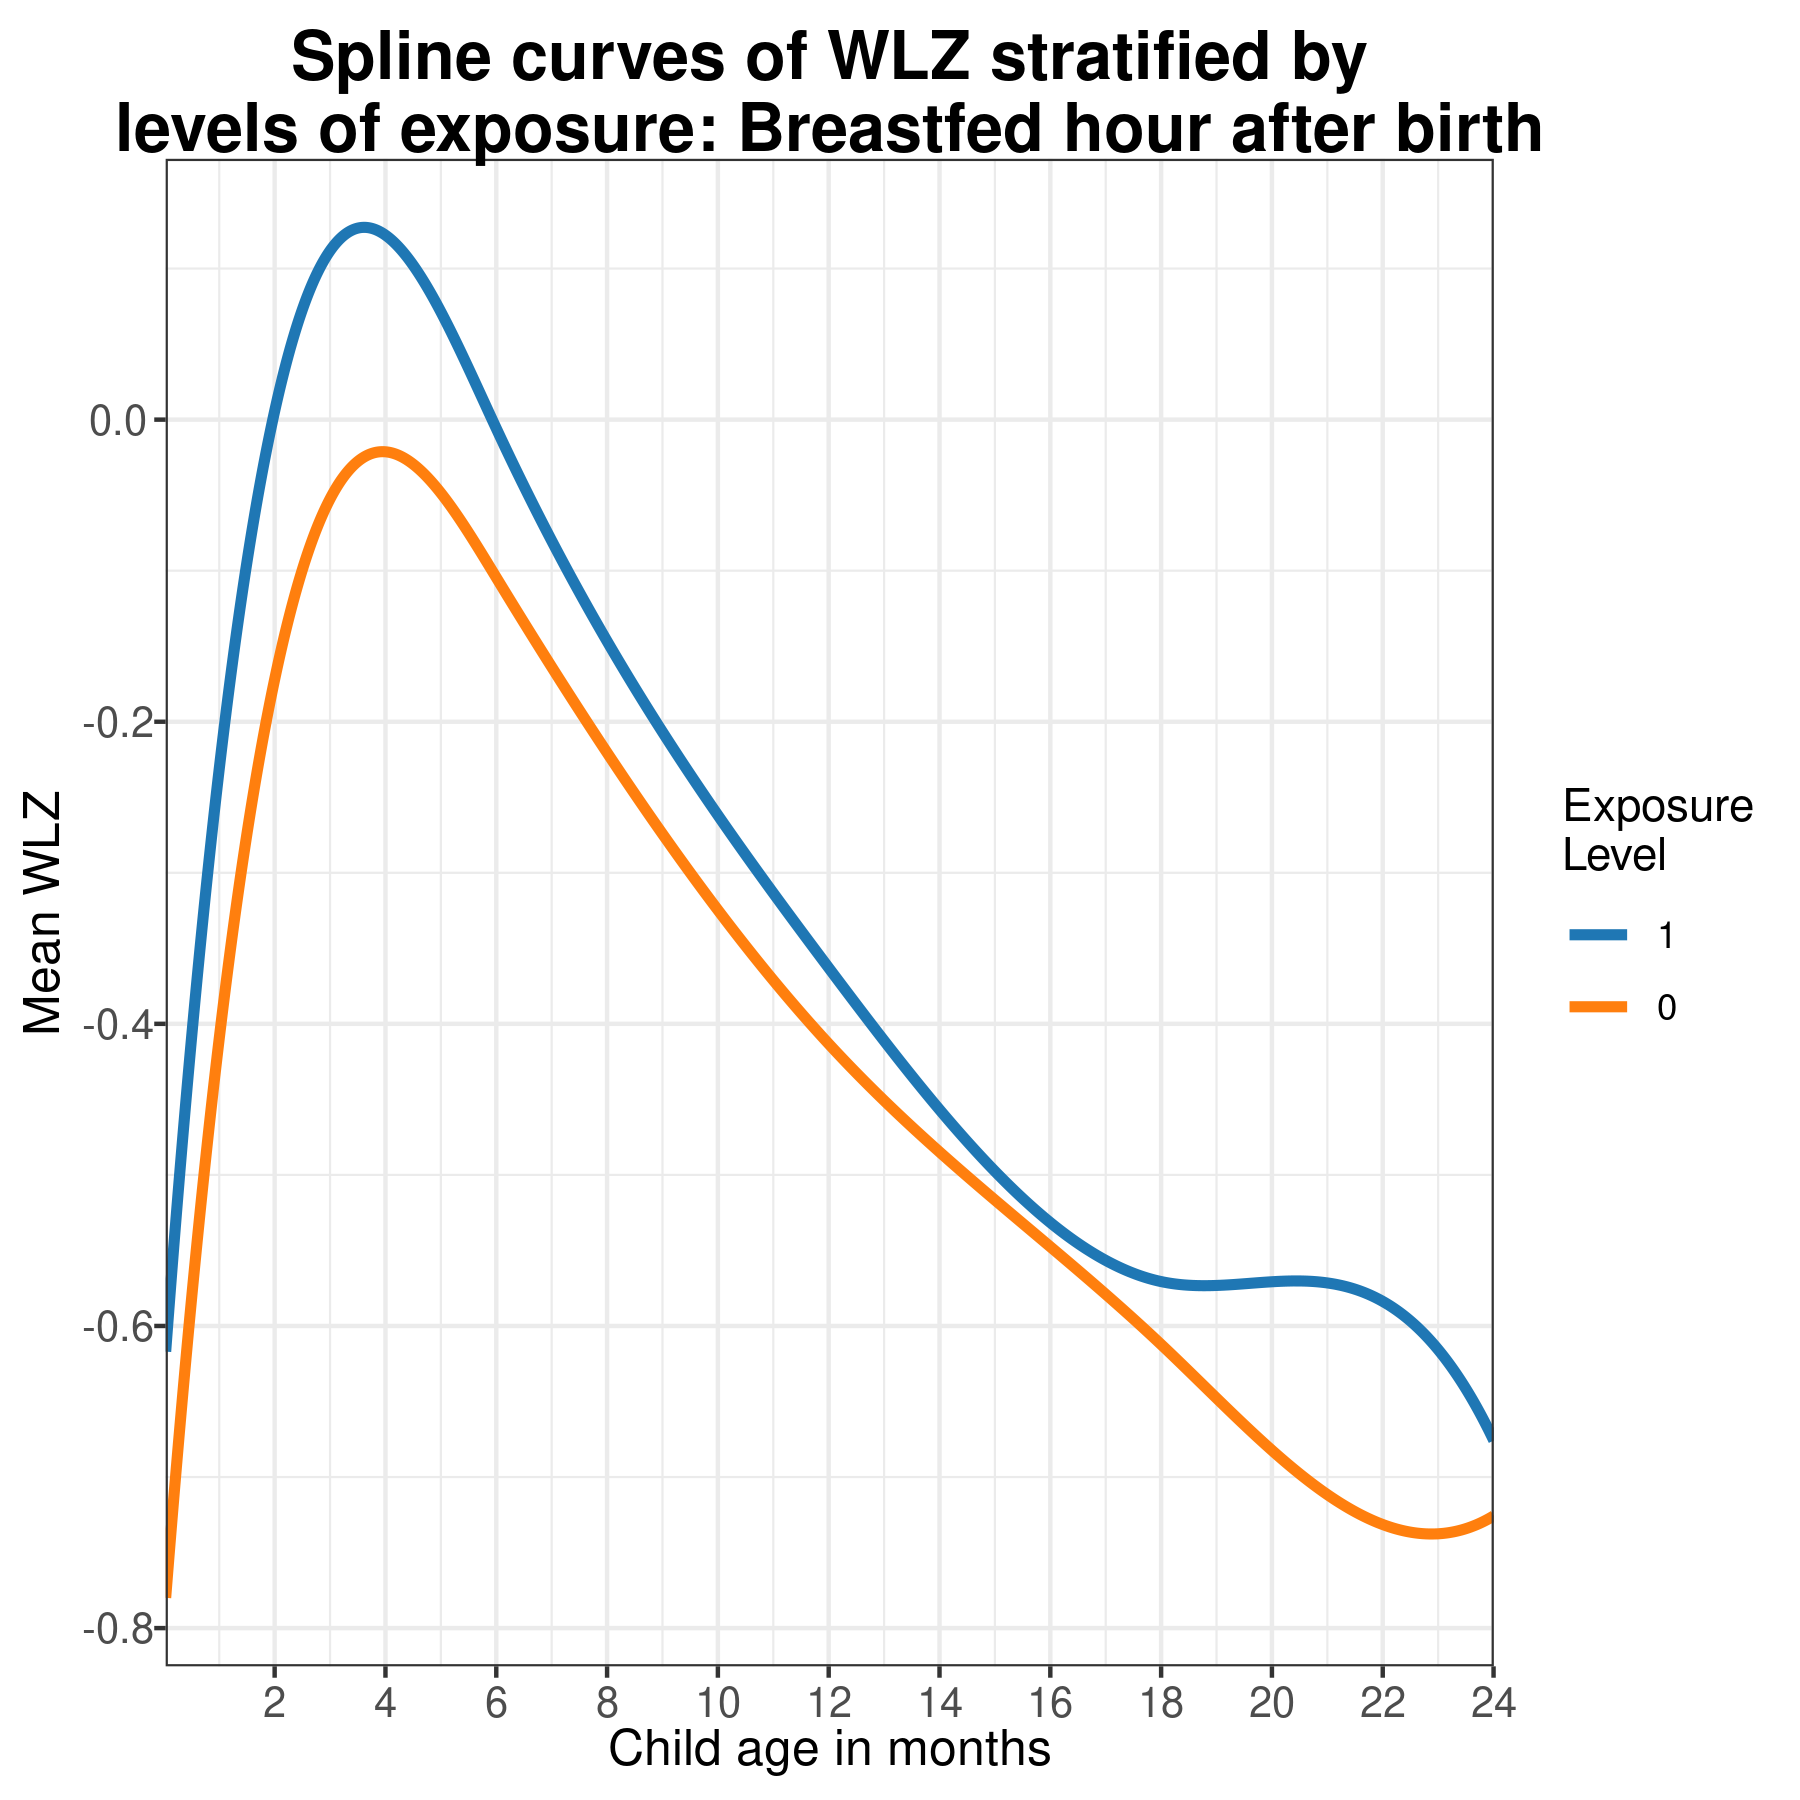 Spline curves of WLZ stratified by
levels of exposure: Breastfed hour after birth
Mean WLZ
0.0
-0.2
-0.4
-0.6
-0.8
2 4 6 8 10 12 14 16 18 20 22 24
Child age in months
Exposure
Level
1
0